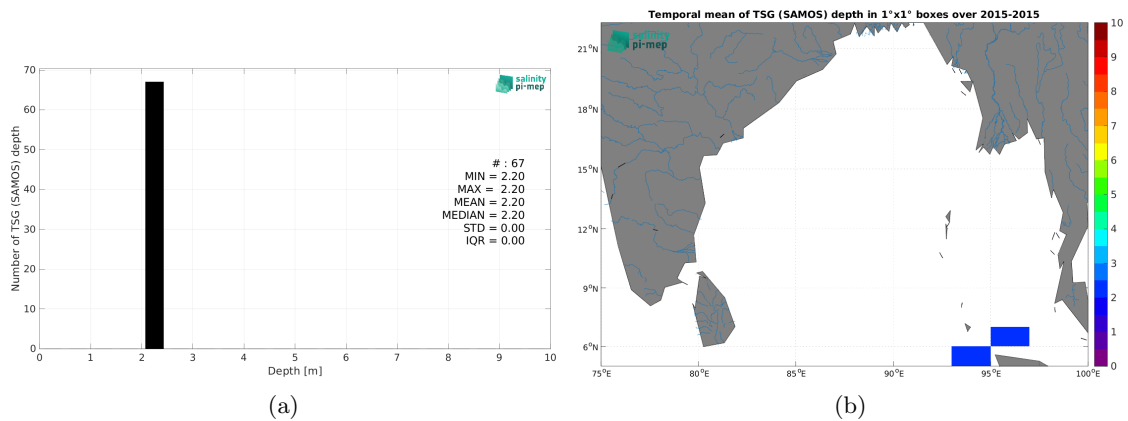 salinity
pi-mep
# : 67
MIN = 2.20
MAX = 2.20
MEAN = 2.20
MEDIAN = 2.20
STD = 0.00
IQR = 0.00
Number of TSG (SAMOS) depth
70
60
50
40
30
20
10
0
0 1 2 3 4 5 6 7 8 9 10
Depth [m]
(a)
Temporal mean of TSG (SAMOS) depth in 1°x1° boxes over 2015-2015
salinity
pi-mep
21°N
18°N
15°N
12°N
9°N
6°N
75°E 80°E 85°E 90°E 95°E 100°E
10
9
8
7
6
5
4
3
2
1
0
(b)